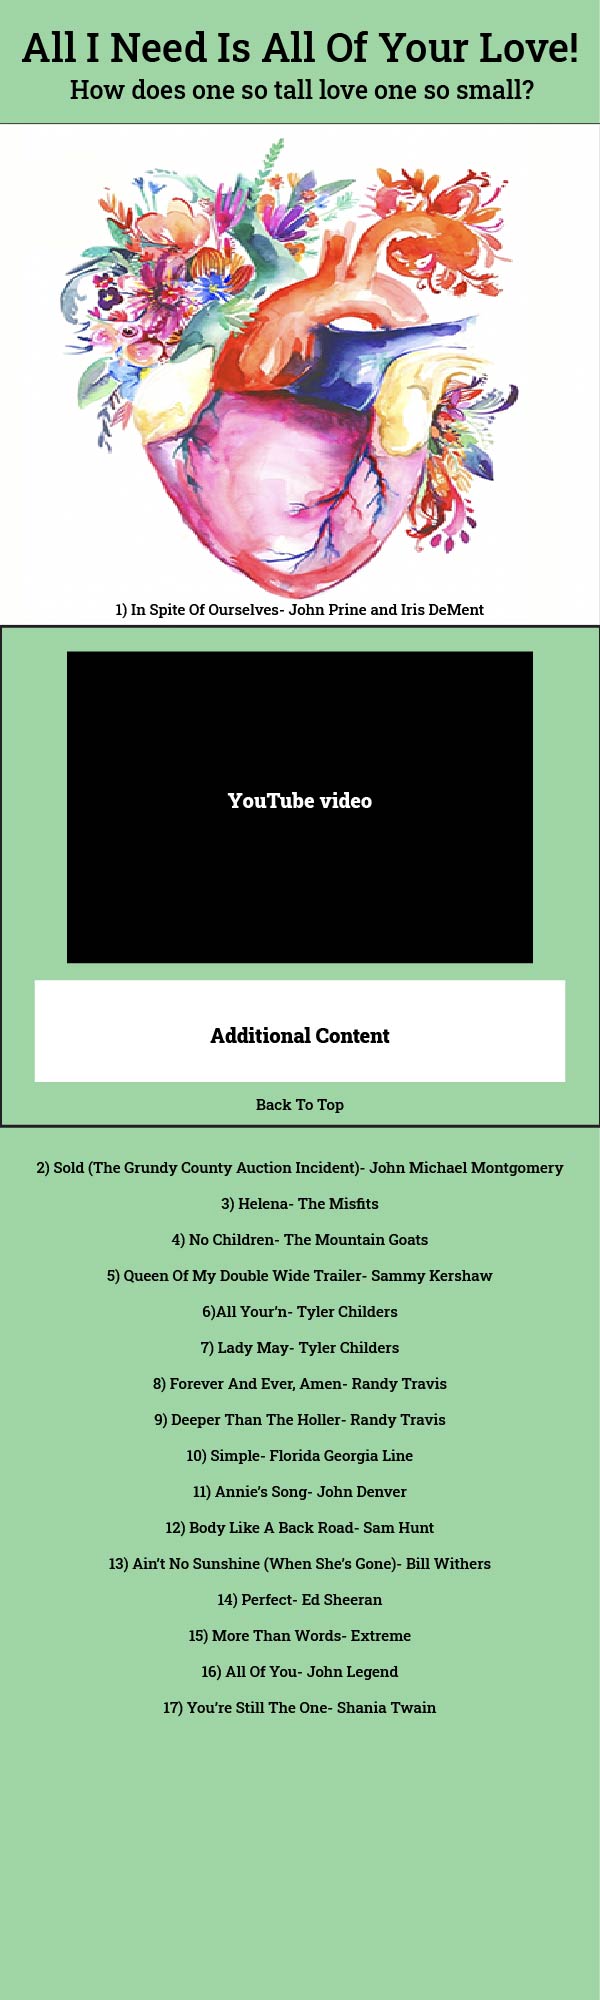 All I Need Is All Of Your Love!
How does one so tall love one so small?
1) In Spite Of Ourselves- John Prine and Iris DeMent
YouTube video
Additional Content
Back To Top
2) Sold (The Grundy County Auction Incident)- John Michael Montgomery
3) Helena- The Misfits
4) No Children- The Mountain Goats
5) Queen Of My Double Wide Trailer- Sammy Kershaw
6)All Your’n- Tyler Childers
7) Lady May- Tyler Childers
8) Forever And Ever, Amen- Randy Travis
9) Deeper Than The Holler- Randy Travis
10) Simple- Florida Georgia Line
11) Annie’s Song- John Denver
12) Body Like A Back Road- Sam Hunt
13) Ain’t No Sunshine (When She’s Gone)- Bill Withers
14) Perfect- Ed Sheeran
15) More Than Words- Extreme
16) All Of You- John Legend
17) You’re Still The One- Shania Twain